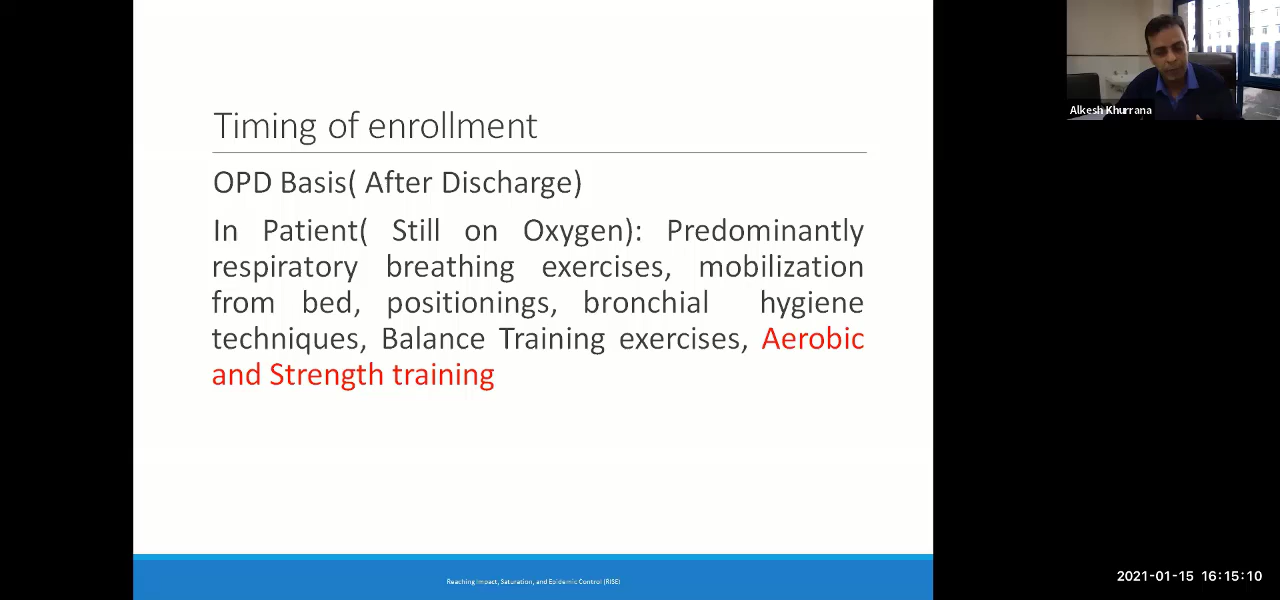 Timing of enrollment
OPD Basis( After Discharge)
In Patient( Still on Oxygen): Predominantly
respiratory breathing exercises, mobilization
from bed, positionings, bronchial hygiene
techniques, Balance Training exercises, Aerobic
and Strength training
Reaching Impact, Saturation, and Epidemic Control (RISE)
Alkesh Khurrana
2021-01-15 16:15:10